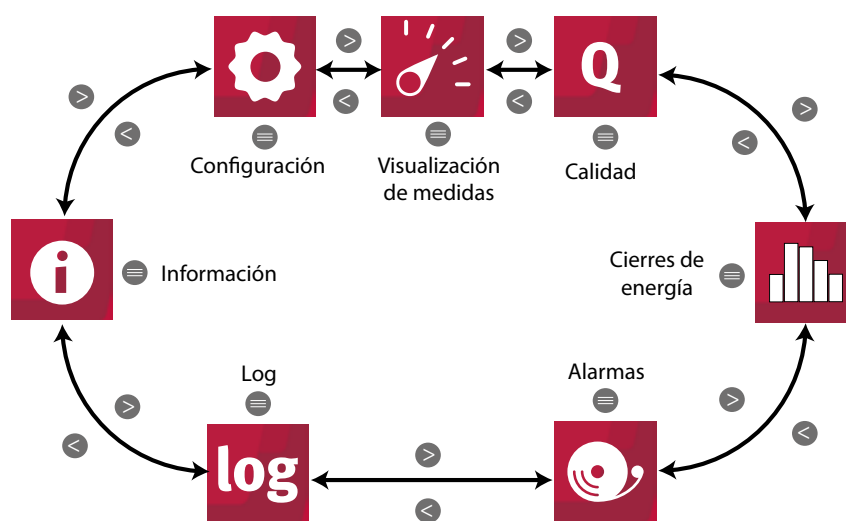 >
>
<
<
Q
>
<
>
<
Configuración
Visualización
de medidas
Calidad
i
Información
Cierres de
energía
>
<
Log
log
>
<
Alarmas
>
<